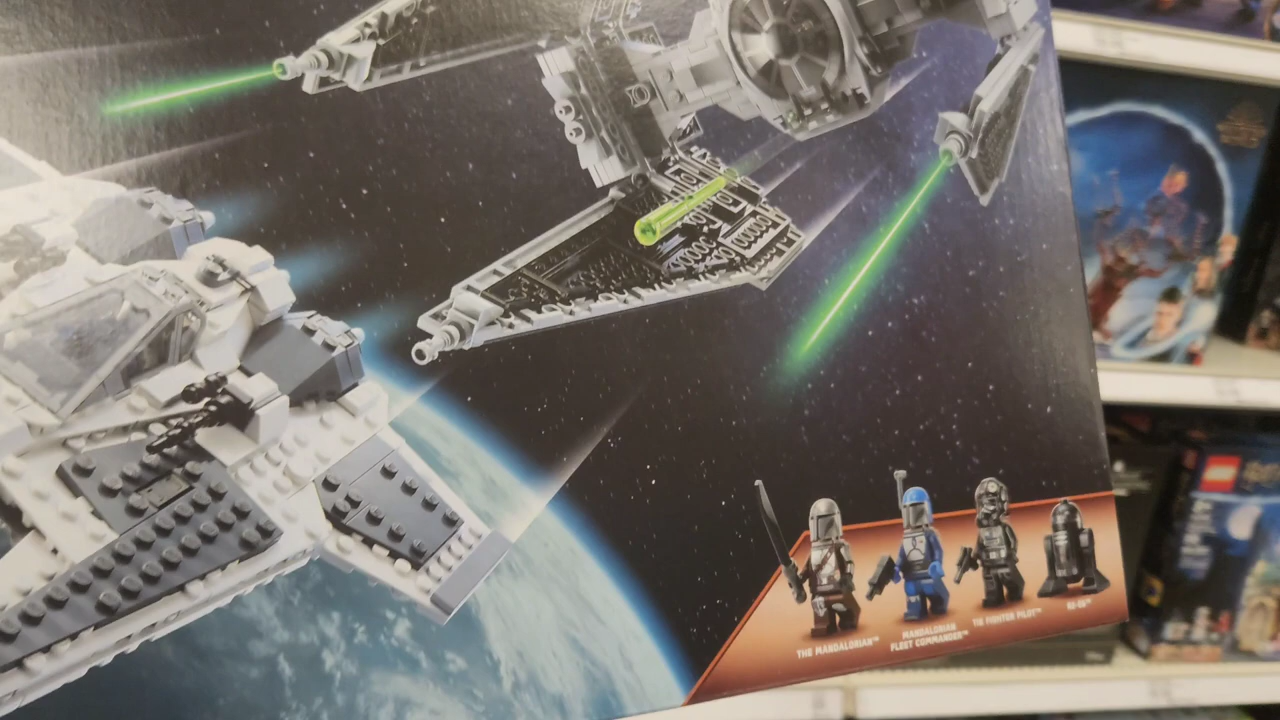 THE MANDALORIAN™
MANDALORIAN
FLEET COMMANDER™
TIE FIGHTER PILOT™
LEGO